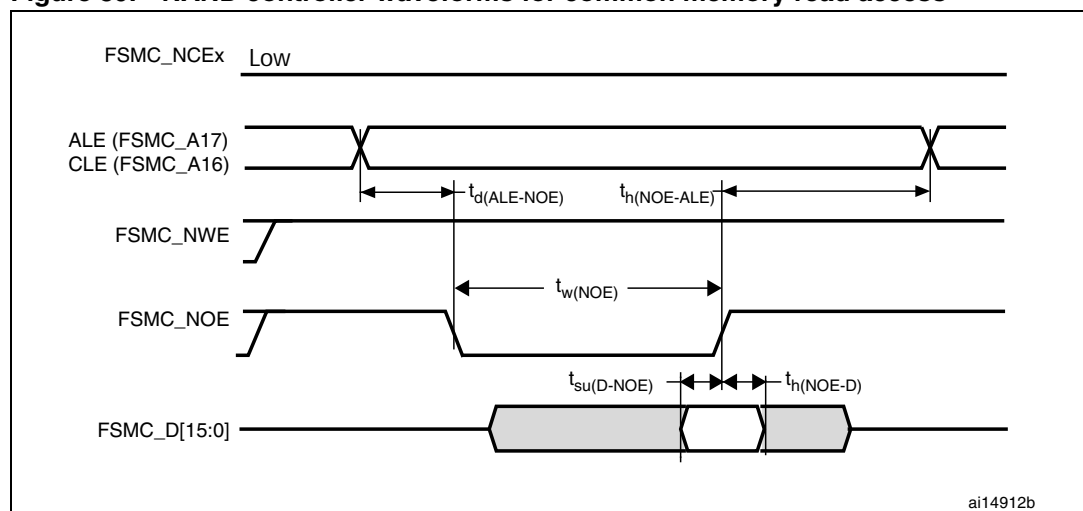 FSMC_NCEx Low
ALE (FSMC_A17)
CLE (FSMC_A16)
td(ALE-NOE) th(NOE-ALE)
FSMC_NWE
tw(NOE)
FSMC_NOE
tsu(D-NOE) th(NOE-D)
FSMC_D[15:0]
ai14912b